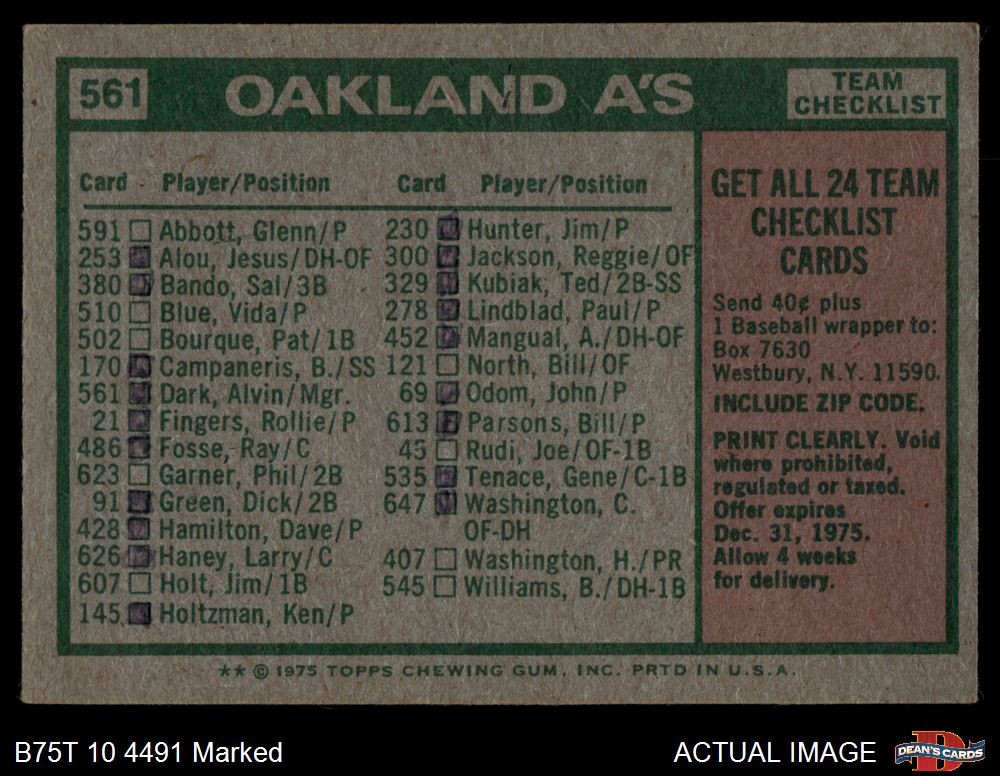 561 OAKLAND A'S TEAM CHECKLIST
Card Player/Position
591 Abbott, Glenn/P
253 Alou, Jesus/DH-OF
380 Bando, Sal/3B
510 Blue, Vida/P
502 Bourque, Pat/1B
170 Campaneris, B./SS
561 Dark, Alvin/Mgr.
21 Fingers, Rollie/P
486 Fosse, Ray/C
623 Garner, Phil/2B
91 Green, Dick/2B
428 Hamilton, Dave/P
626 Haney, Larry/C
607 Holt, Jim/1B
145 Holtzman, Ken/P
Card Player/Position
230 Hunter, Jim/P
300 Jackson, Reggie/OF
329 Kubiak, Ted/2B-SS
278 Lindblad, Paul/P
452 Mangual, A./DH-OF
121 North, Bill/OF
69 Odom, John/P
613 Parsons, Bill/P
45 Rudi, Joe/OF-1B
535 Tenace, Gene/C-1B
647 Washington, C.
OF-DH
407 Washington, H./PR
545 Williams, B./DH-1B
GET ALL 24 TEAM
CHECKLIST
CARDS
Send 40¢ plus
1 Baseball wrapper to:
Box 7630
Westbury, N.Y. 11590.
INCLUDE ZIP CODE.
PRINT CLEARLY. Void
where prohibited,
regulated or taxed.
Offer expires
Dec. 31, 1975.
Allow 4 weeks
for delivery.
** © 1975 TOPPS CHEWING GUM, INC. PRTD IN U.S.A.
B75T 10 4491 Marked
ACTUAL IMAGE
D
DEAN'S CARDS